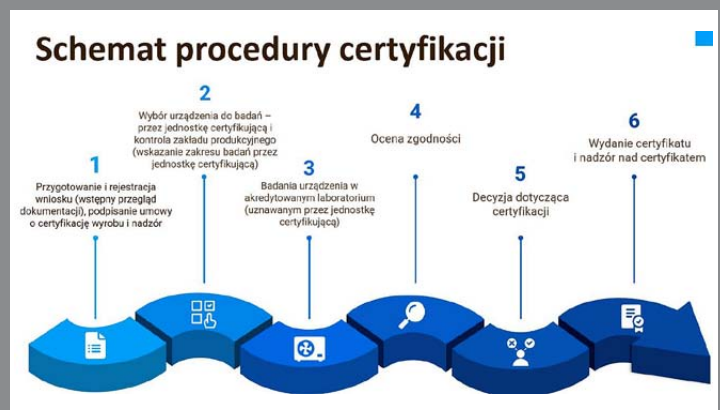 Schemat procedury certyfikacji
1
Przygotowanie i rejestracja
wniosku (wstępny przegląd
dokumentacji), podpisanie umowy
o certyfikację wyrobu i nadzór
2
Wybór urządzenia do badań –
przez jednostkę certyfikującą i
kontrola zakładu produkcyjnego
(wskazanie zakresu badań przez
jednostkę certyfikującą)
3
Badania urządzenia w
akredytowanym laboratorium
(uznawanym przez jednostkę
certyfikującą)
4
Ocena zgodności
5
Decyzja dotycząca
certyfikacji
6
Wydanie certyfikatu
i nadzór nad certyfikatem